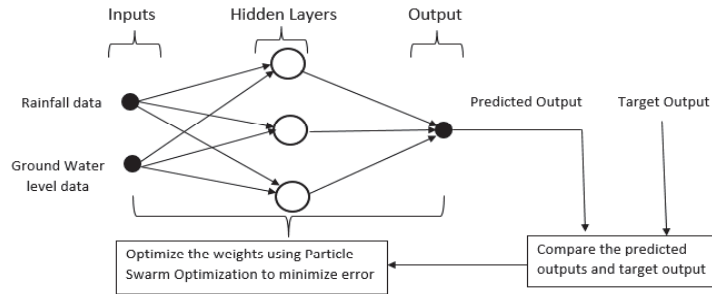 Inputs
Hidden Layers
Output
Rainfall data
Predicted Output
Target Output
Ground Water
level data
Optimize the weights using Particle
Swarm Optimization to minimize error
Compare the predicted
outputs and target output